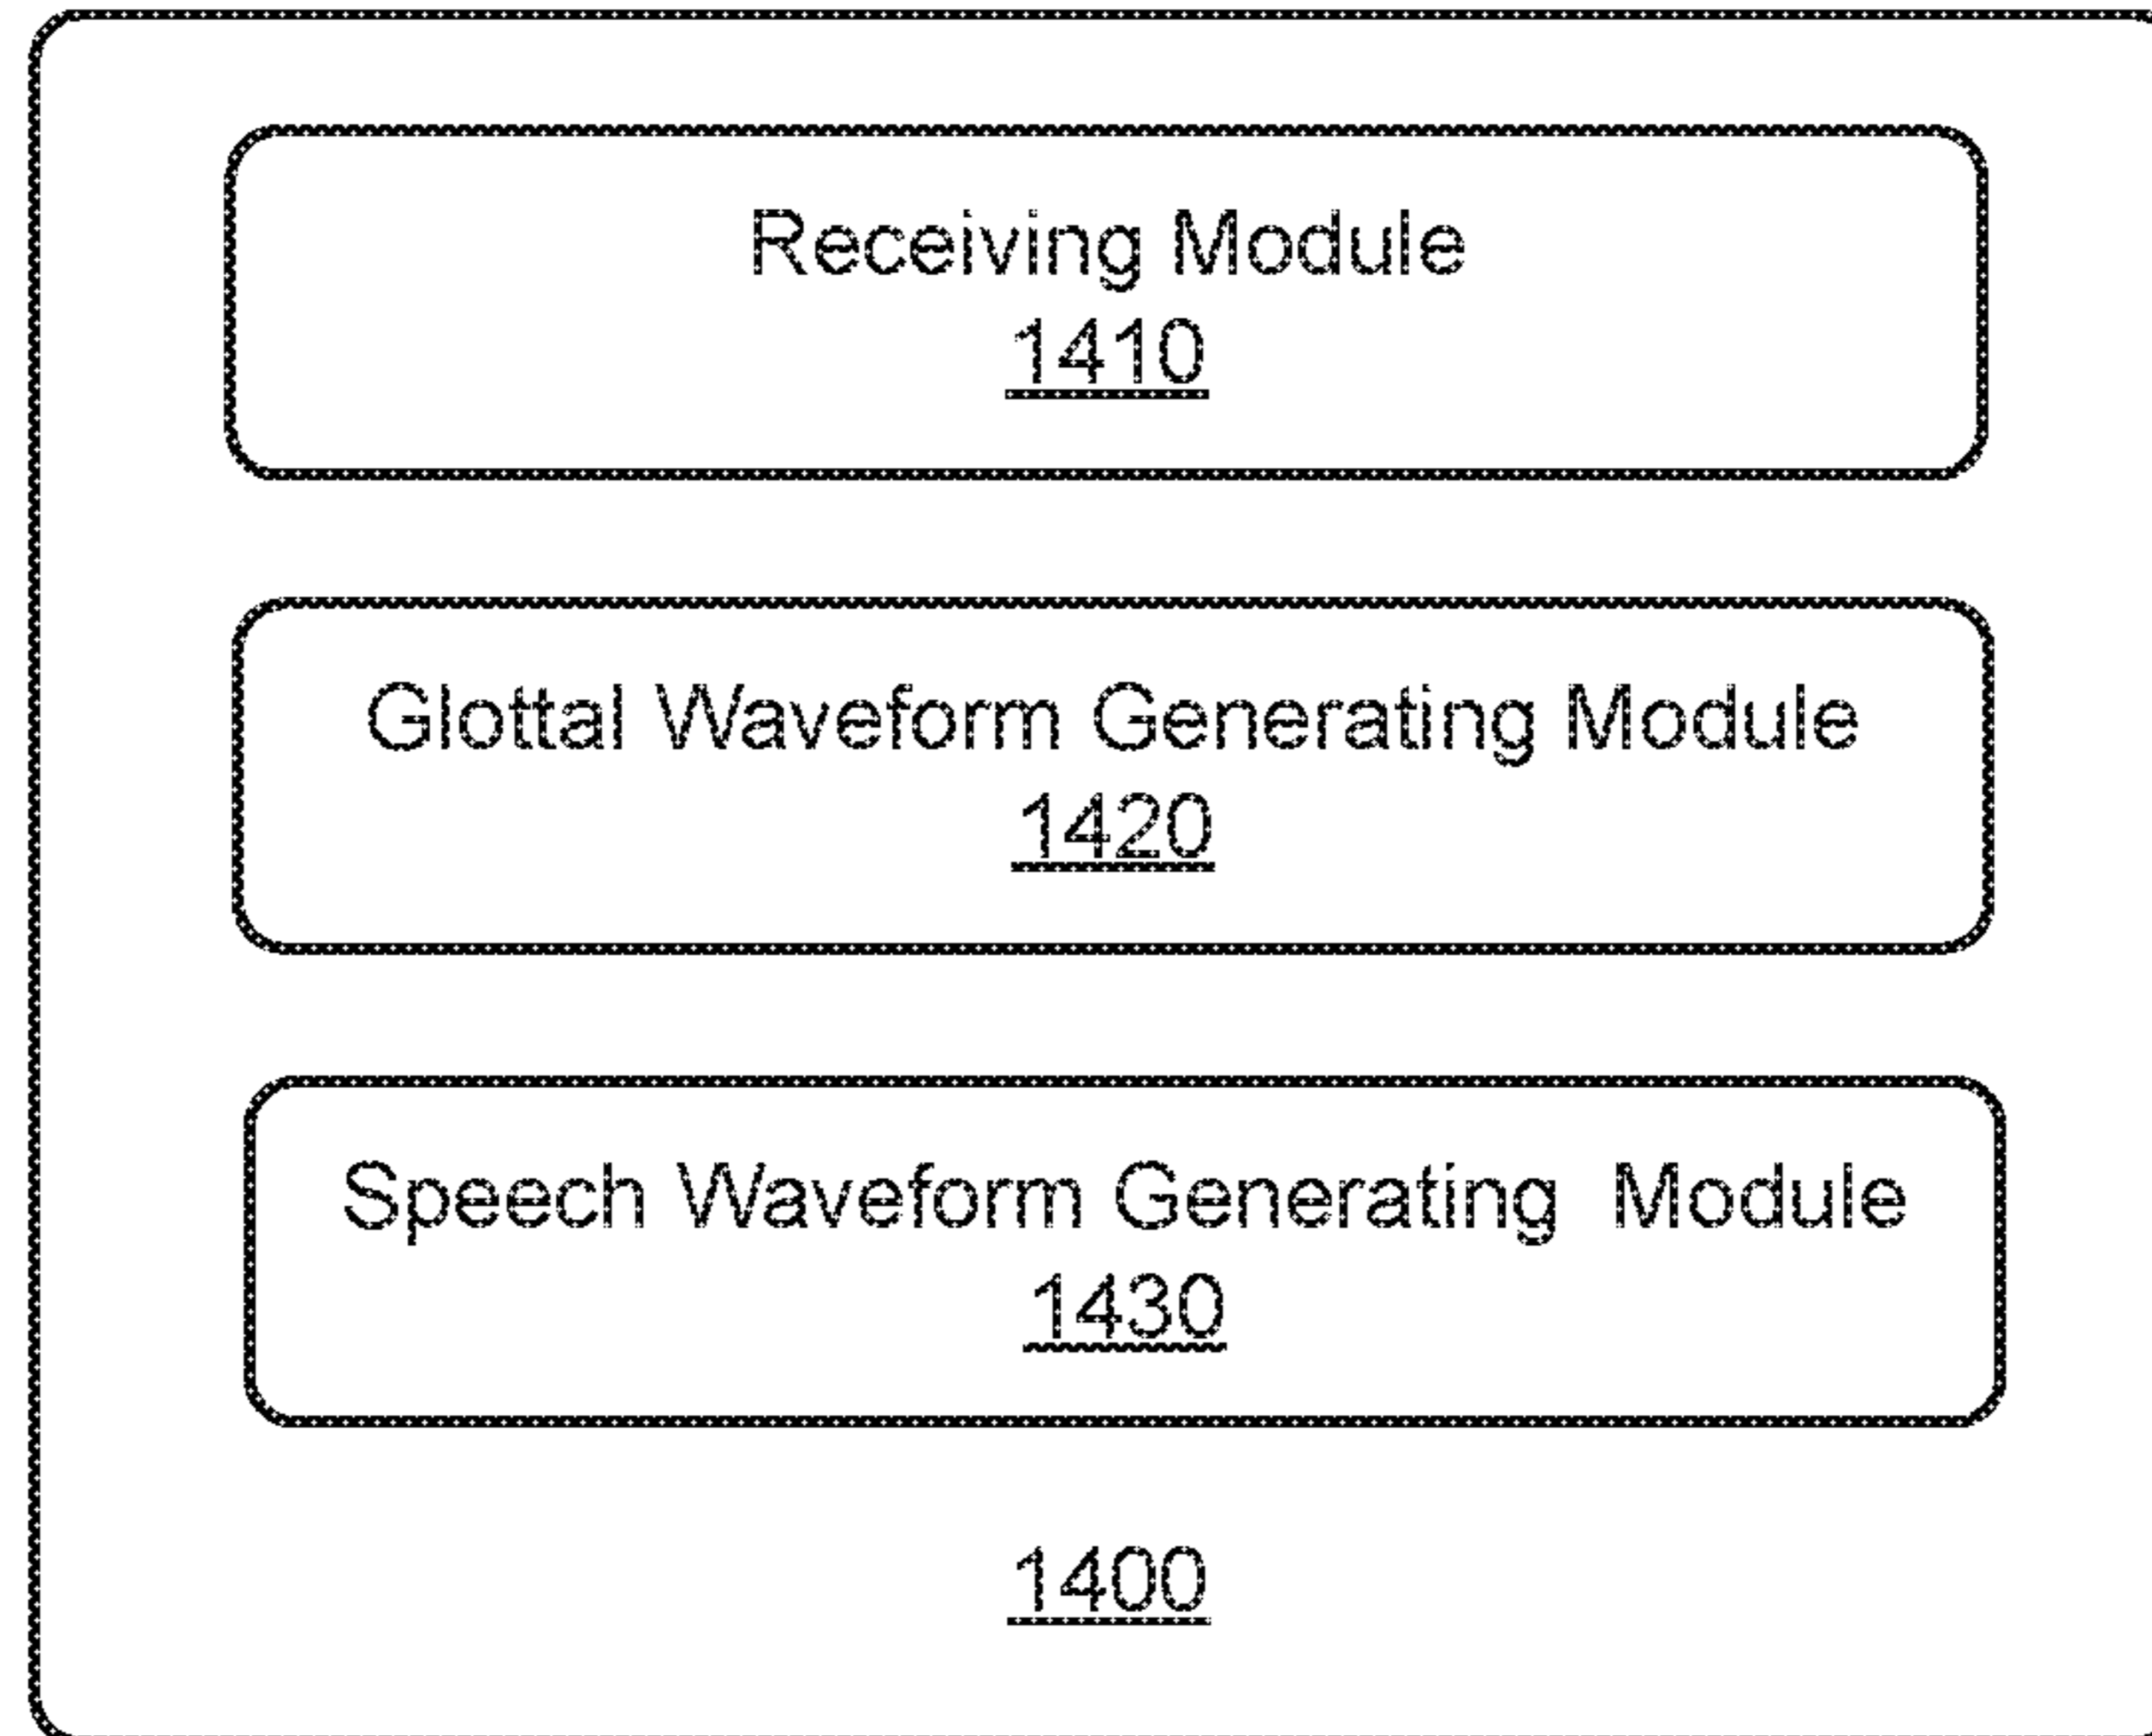 Receiving Module
1410
Glottal Waveform Generating Module
1420
Speech Waveform Generating Module
1430
1400